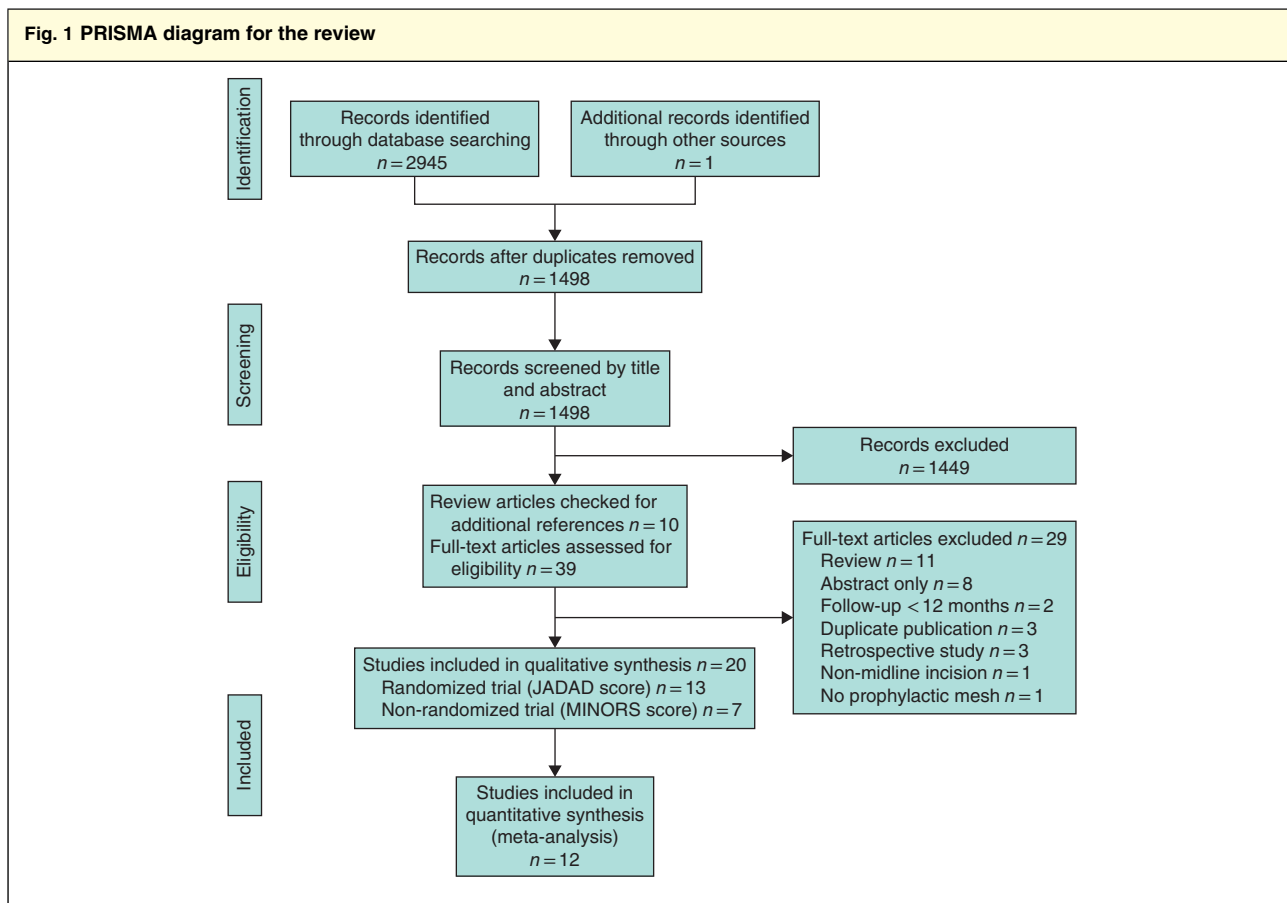 Fig. 1 PRISMA diagram for the review
Identification
Records identified
through database searching
n = 2945
Additional records identified
through other sources
n = 1
Records after duplicates removed
n = 1498
Screening
Records screened by title
and abstract
n = 1498
Records excluded
n = 1449
Eligibility
Review articles checked for
additional references n = 10
Full-text articles assessed for
eligibility n = 39
Full-text articles excluded n = 29
Review n = 11
Abstract only n = 8
Follow-up < 12 months n = 2
Duplicate publication n = 3
Retrospective study n = 3
Non-midline incision n = 1
No prophylactic mesh n = 1
Studies included in qualitative synthesis n = 20
Randomized trial (JADAD score) n = 13
Non-randomized trial (MINORS score) n = 7
Included
Studies included in
quantitative synthesis
(meta-analysis)
n = 12